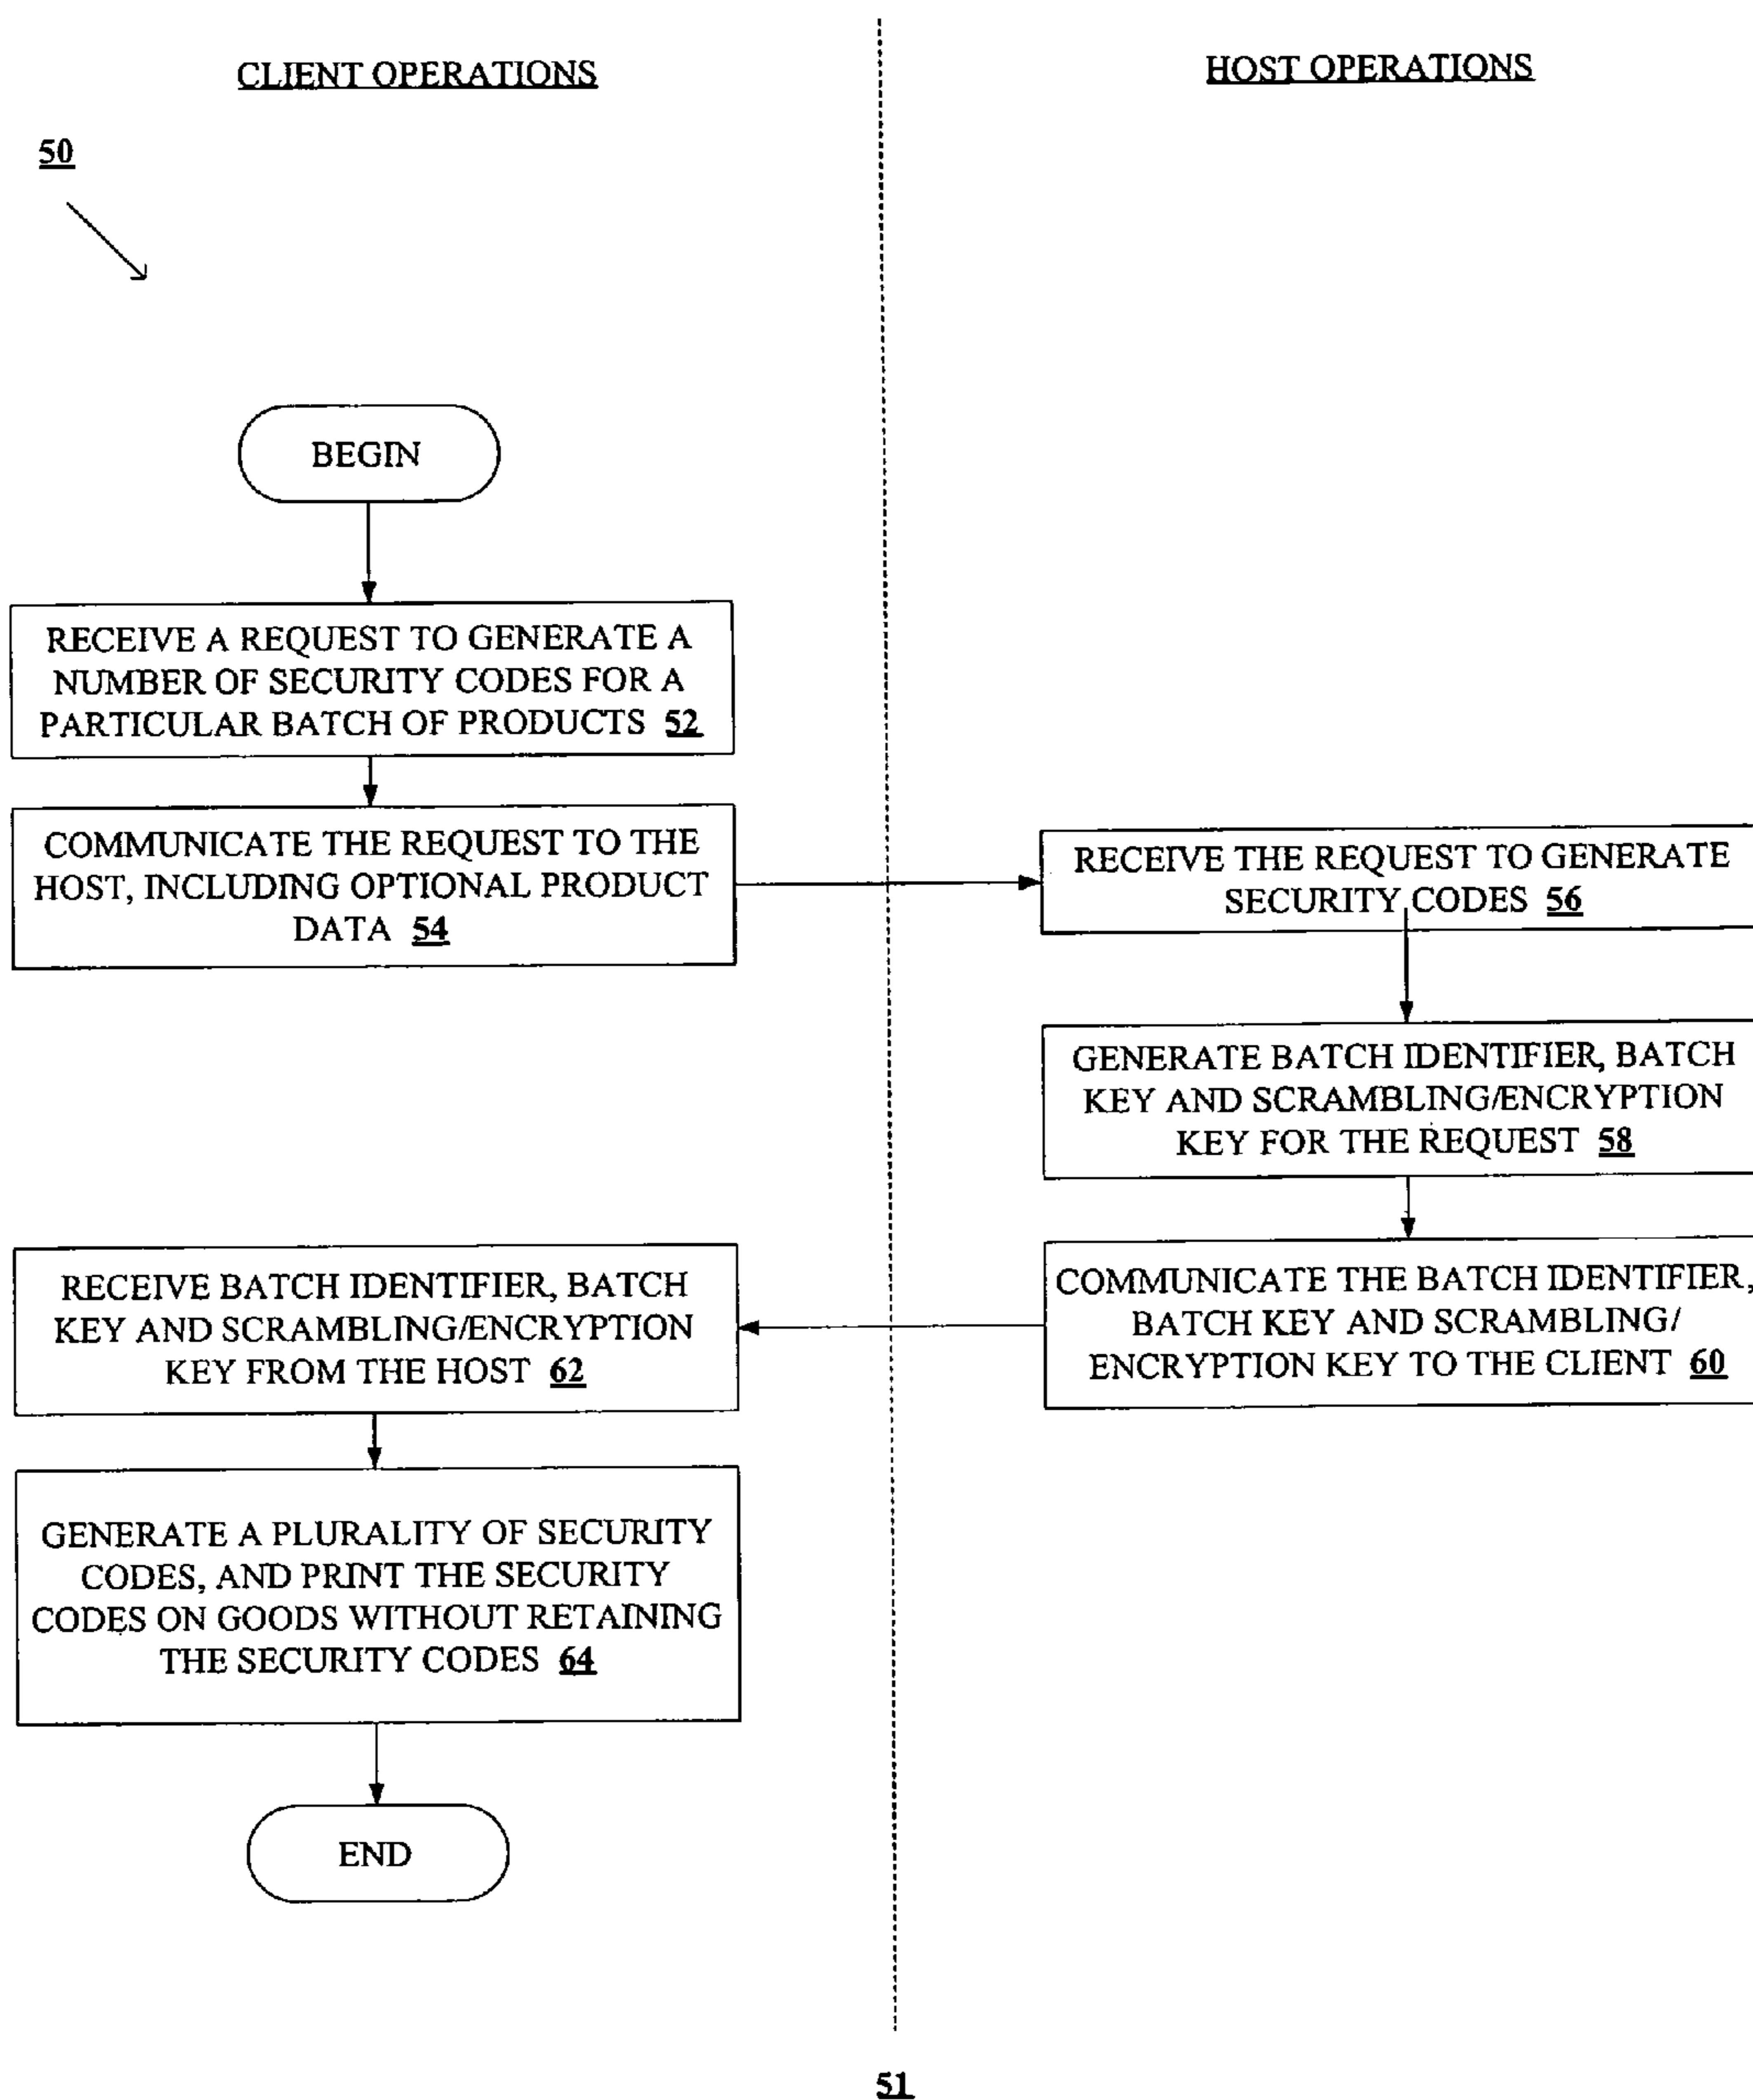 CLIENT OPERATIONS
HOST OPERATIONS
50
BEGIN
RECEIVE A REQUEST TO GENERATE A
NUMBER OF SECURITY CODES FOR A
PARTICULAR BATCH OF PRODUCTS 52
COMMUNICATE THE REQUEST TO THE
HOST, INCLUDING OPTIONAL PRODUCT
DATA 54
RECEIVE THE REQUEST TO GENERATE
SECURITY CODES 56
GENERATE BATCH IDENTIFIER, BATCH
KEY AND SCRAMBLING/ENCRYPTION
KEY FOR THE REQUEST 58
COMMUNICATE THE BATCH IDENTIFIER,
BATCH KEY AND SCRAMBLING/
ENCRYPTION KEY TO THE CLIENT 60
RECEIVE BATCH IDENTIFIER, BATCH
KEY AND SCRAMBLING/ENCRYPTION
KEY FROM THE HOST 62
GENERATE A PLURALITY OF SECURITY
CODES, AND PRINT THE SECURITY
CODES ON GOODS WITHOUT RETAINING
THE SECURITY CODES 64
END
51